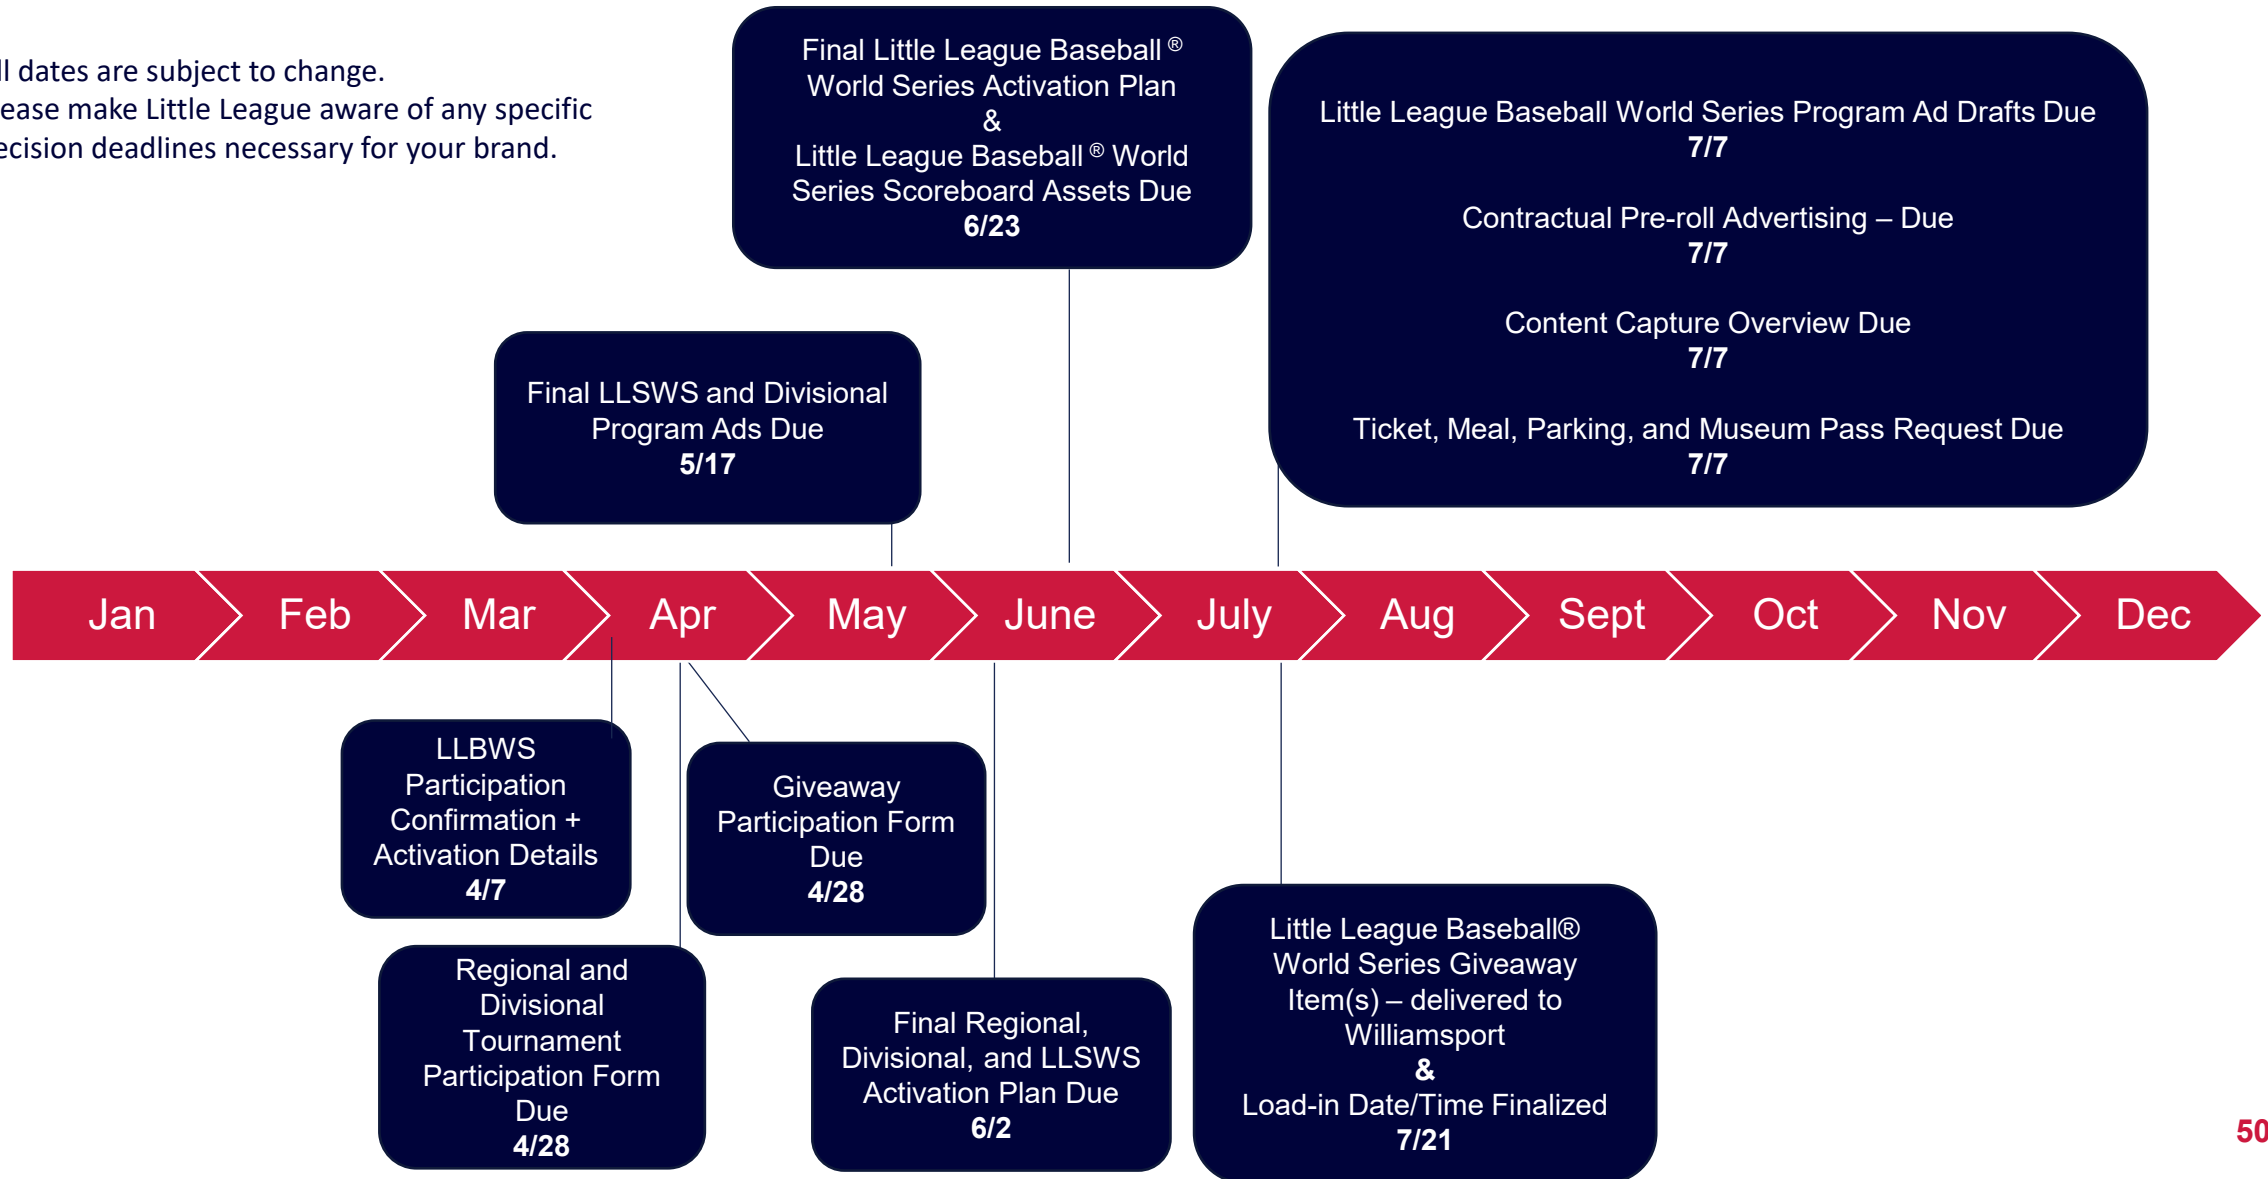 ll dates are subject to change.
ease make Little League aware of any specific
ecision deadlines necessary for your brand.
Final Little League Baseball ®
World Series Activation Plan
&
Little League Baseball ® World
Series Scoreboard Assets Due
6/23
Little League Baseball World Series Program Ad Drafts Due
7/7
Contractual Pre-roll Advertising – Due
7/7
Content Capture Overview Due
7/7
Ticket, Meal, Parking, and Museum Pass Request Due
7/7
Final LLSWS and Divisional
Program Ads Due
5/17
Jan Feb Mar Apr May June July Aug Sept Oct Nov Dec
LLBWS
Participation
Confirmation +
Activation Details
4/7
Giveaway
Participation Form
Due
4/28
Regional and
Divisional
Tournament
Participation Form
Due
4/28
Final Regional,
Divisional, and LLSWS
Activation Plan Due
6/2
Little League Baseball®
World Series Giveaway
Item(s) – delivered to
Williamsport
&
Load-in Date/Time Finalized
7/21
50